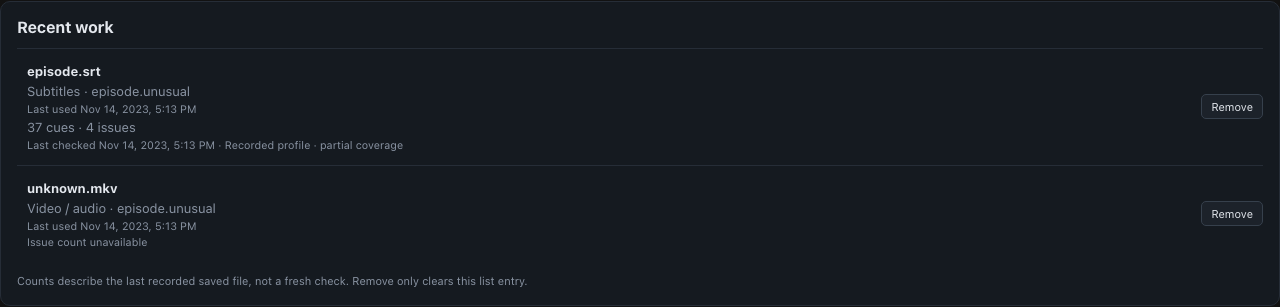 Recent work
episode.srt
Subtitles · episode.unusual
Last used Nov 14, 2023, 5:13 PM
37 cues · 4 issues
Last checked Nov 14, 2023, 5:13 PM · Recorded profile · partial coverage
Remove
unknown.mkv
Video / audio · episode.unusual
Last used Nov 14, 2023, 5:13 PM
Issue count unavailable
Remove
Counts describe the last recorded saved file, not a fresh check. Remove only clears this list entry.